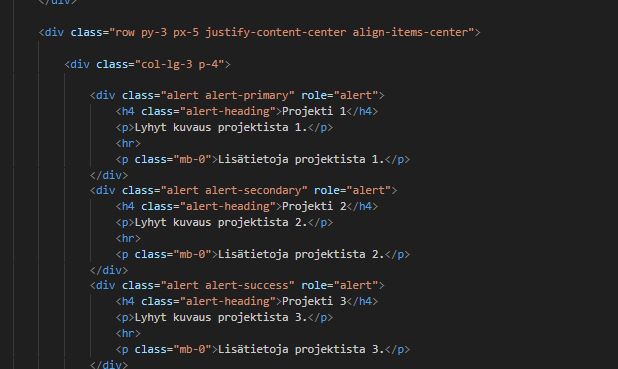 </div>
<div class="row py-3 px-5 justify-content-center align-items-center">
<div class="col-lg-3 p-4">
<div class="alert alert-primary" role="alert">
<h4 class="alert-heading">Projekti 1</h4>
<p>Lyhyt kuvaus projektista 1.</p>
<hr>
<p class="mb-0">Lisätietoja projektista 1.</p>
</div>
<div class="alert alert-secondary" role="alert">
<h4 class="alert-heading">Projekti 2</h4>
<p>Lyhyt kuvaus projektista 2.</p>
<hr>
<p class="mb-0">Lisätietoja projektista 2.</p>
</div>
<div class="alert alert-success" role="alert">
<h4 class="alert-heading">Projekti 3</h4>
<p>Lyhyt kuvaus projektista 3.</p>
<hr>
<p class="mb-0">Lisätietoja projektista 3.</p>
</div>